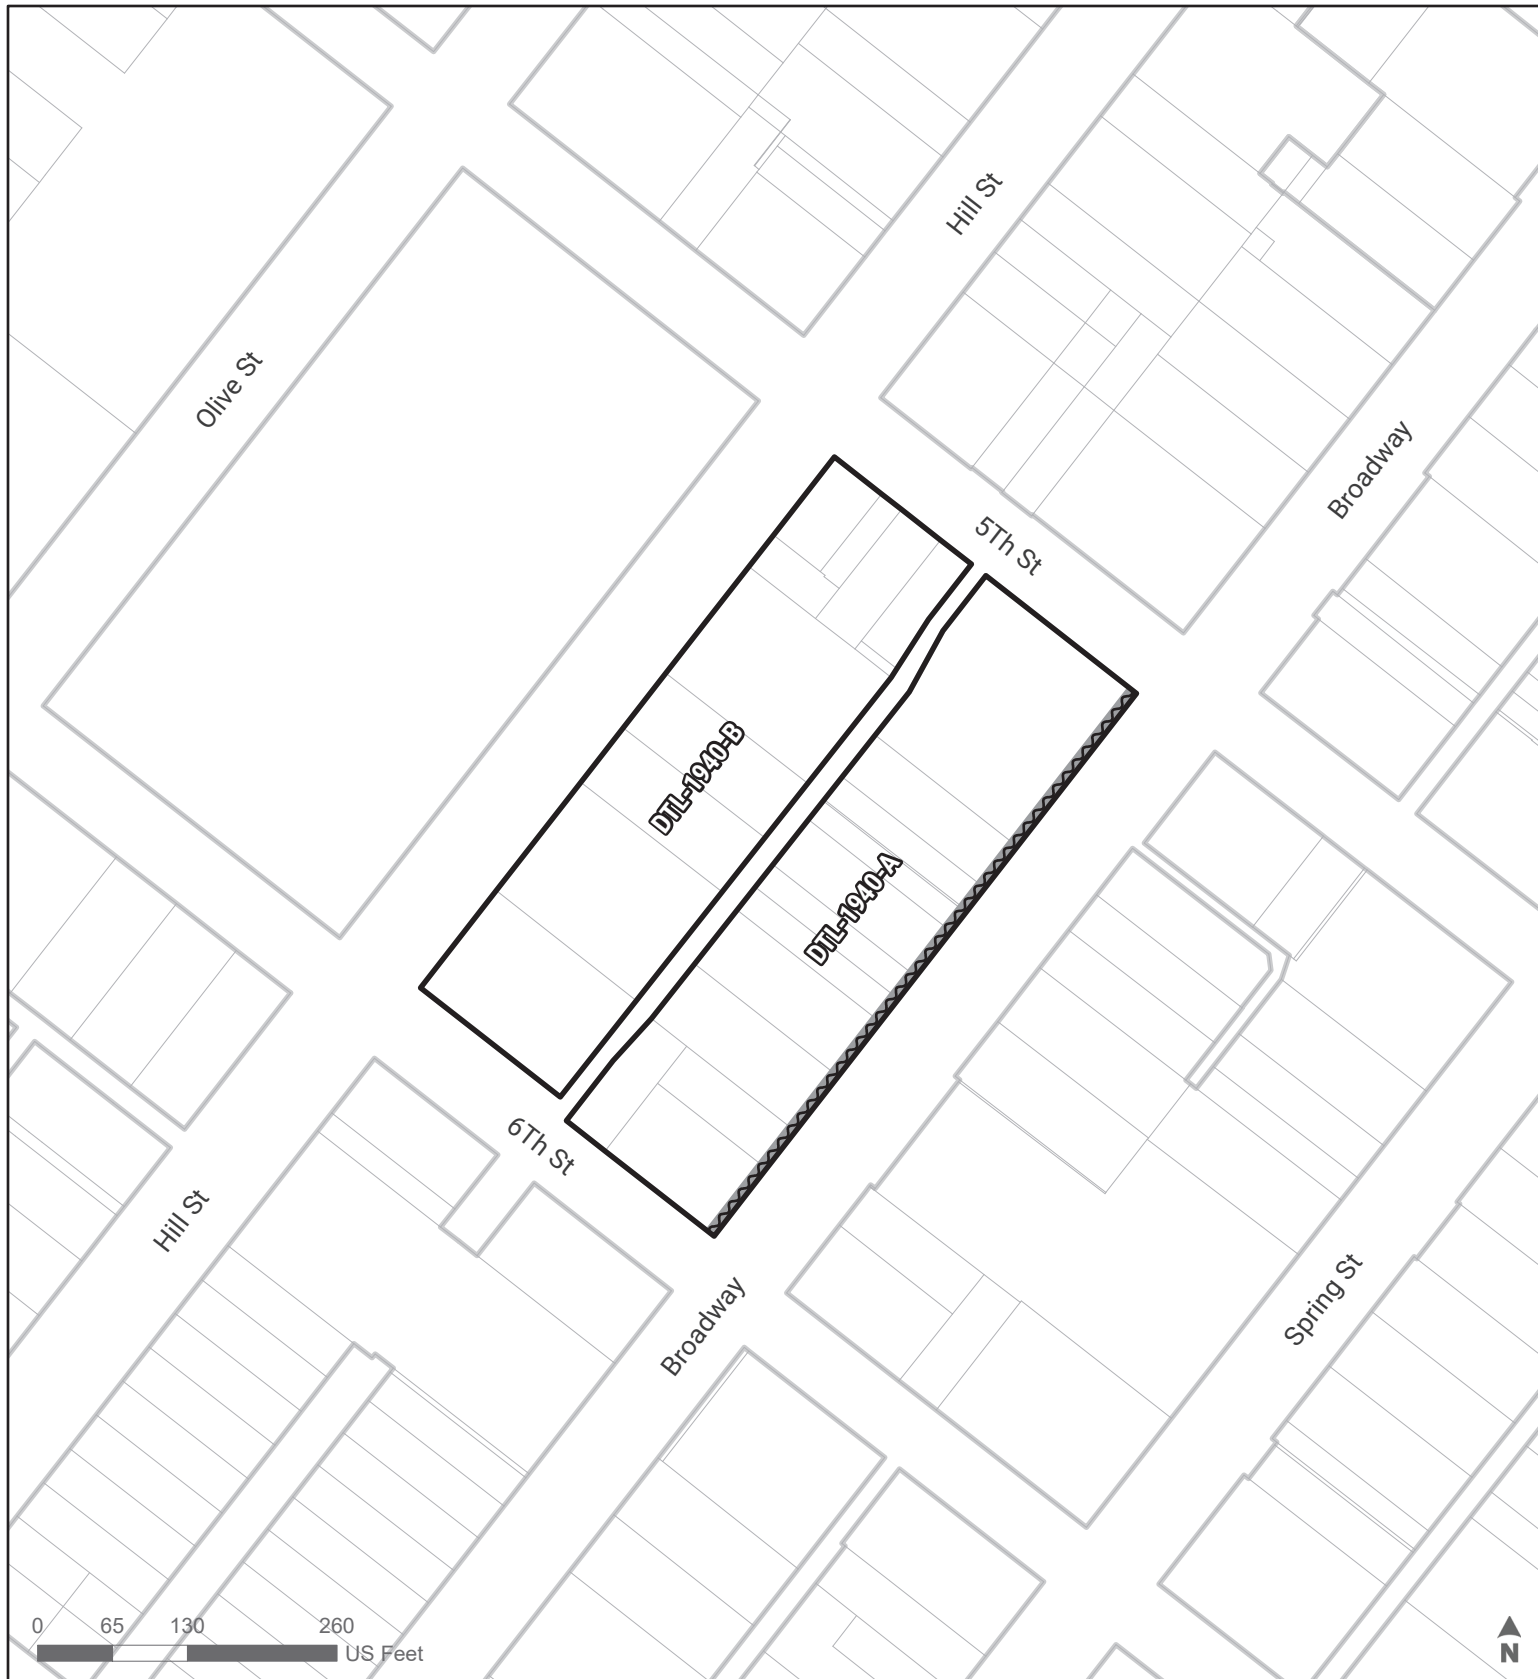 Hill St
Olive St
Broadway
5Th St
DTL-1940-B
DTL-1940-A
6Th St
Hill St
Spring St
Broadway
0 65 130 260
US Feet
N